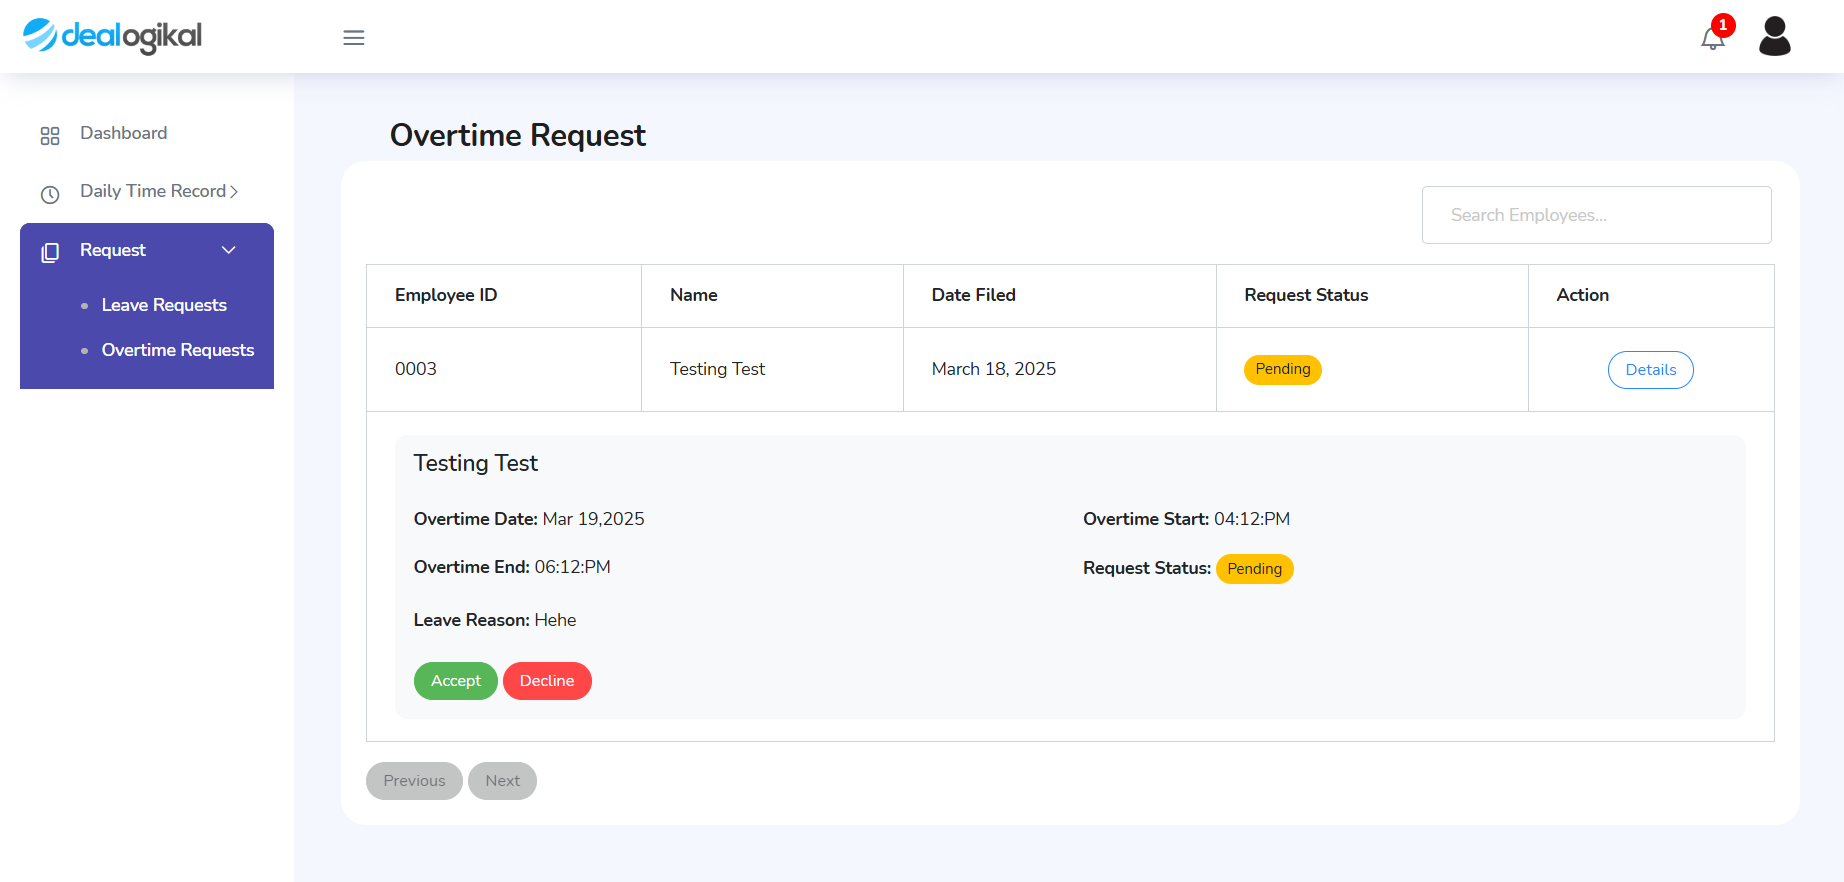 dealogikal
1
Dashboard
Daily Time Record
Request
Leave Requests
Overtime Requests
Overtime Request
Search Employees...
Employee ID Name Date Filed Request Status Action
0003 Testing Test March 18, 2025 Pending Details
Testing Test
Overtime Date: Mar 19,2025 Overtime Start: 04:12:PM
Overtime End: 06:12:PM Request Status: Pending
Leave Reason: Hehe
Accept Decline
Previous Next